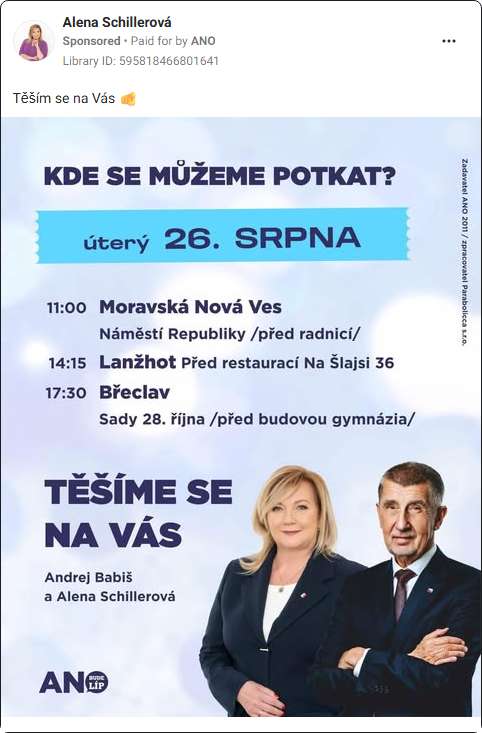 Alena Schillerová
Sponsored • Paid for by ANO
Library ID: 595818466801641
Těším se na Vás 🫵
KDE SE MŮŽEME POTKAT?
úterý 26. SRPNA
11:00 Moravská Nová Ves
Náměstí Republiky /před radnicí/
14:15 Lanžhot Před restaurací Na Šlajsi 36
17:30 Břeclav
Sady 28. října /před budovou gymnázia/
TĚŠÍME SE
NA VÁS
Andrej Babiš
a Alena Schillerová
ANO
BUDE
LÍP
Zadavatel ANO 2011 / zpracovatel Parabolicca s.r.o.